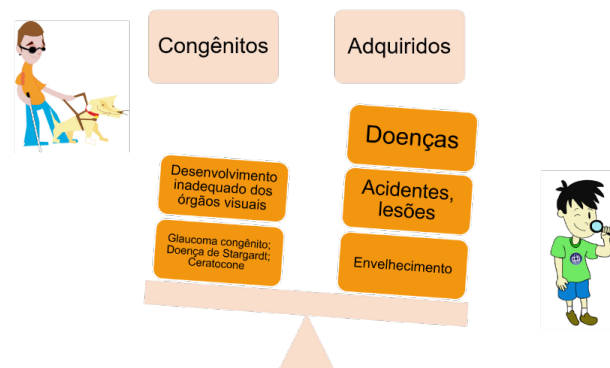 Congênitos
Adquiridos
Desenvolvimento
inadequado dos
órgãos visuais
Glaucoma congênito;
Doença de Stargardt;
Ceratocone
Doenças
Acidentes,
lesões
Envelhecimento